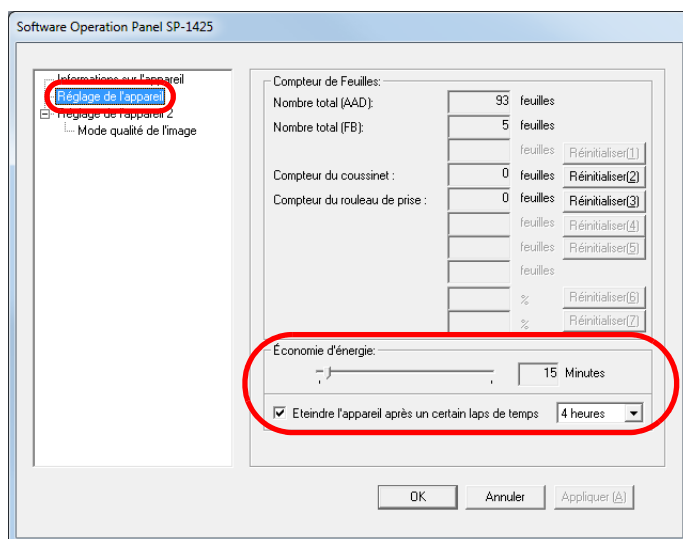 Software Operation Panel SP-1425
Informations sur l'appareil
Réglage de l'appareil
Réglage de l'appareil 2
Mode qualité de l'image
Compteur de Feuilles:
Nombre total (AAD): 93 feuilles
Nombre total (FB): 5 feuilles
feuilles Réinitialiser(1)
Compteur du coussinet : 0 feuilles Réinitialiser(2)
Compteur du rouleau de prise : 0 feuilles Réinitialiser(3)
feuilles Réinitialiser(4)
feuilles Réinitialiser(5)
feuilles
% Réinitialiser(6)
% Réinitialiser(7)
Économie d'énergie:
15 Minutes
Eteindre l'appareil après un certain laps de temps 4 heures
OK Annuler Appliquer (A)